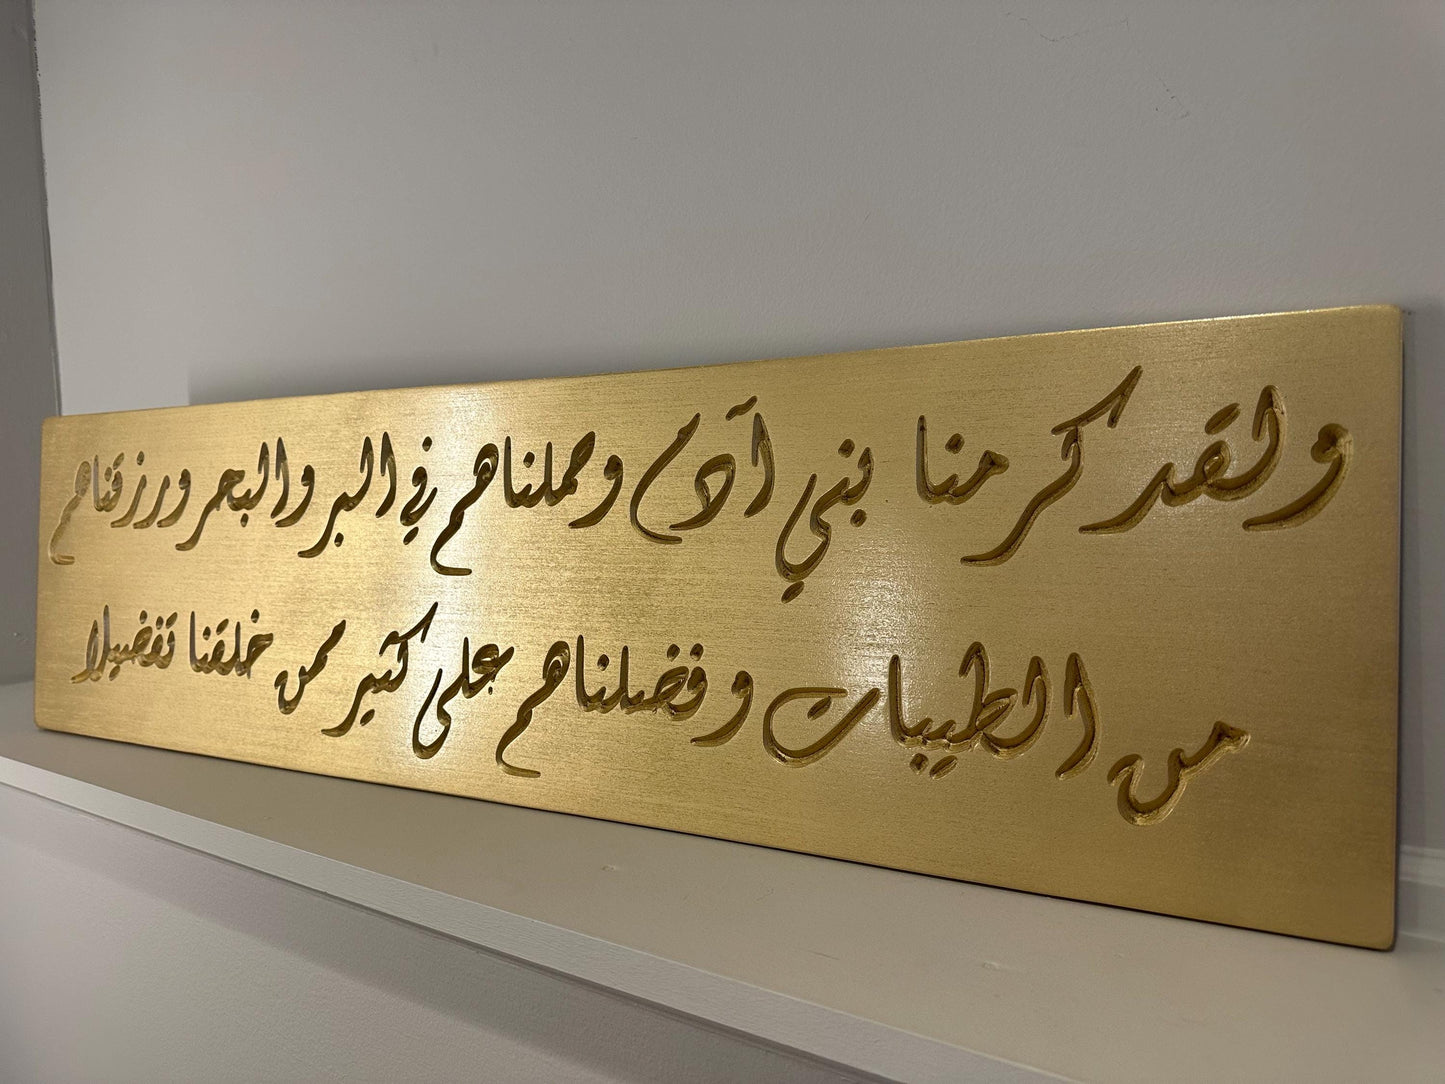 ولقد كرمنا بني آدم وحملناهم في البر والبحر ورزقناهم
من الطيبات وفضلناهم على كثير ممن خلقنا تفضيلا